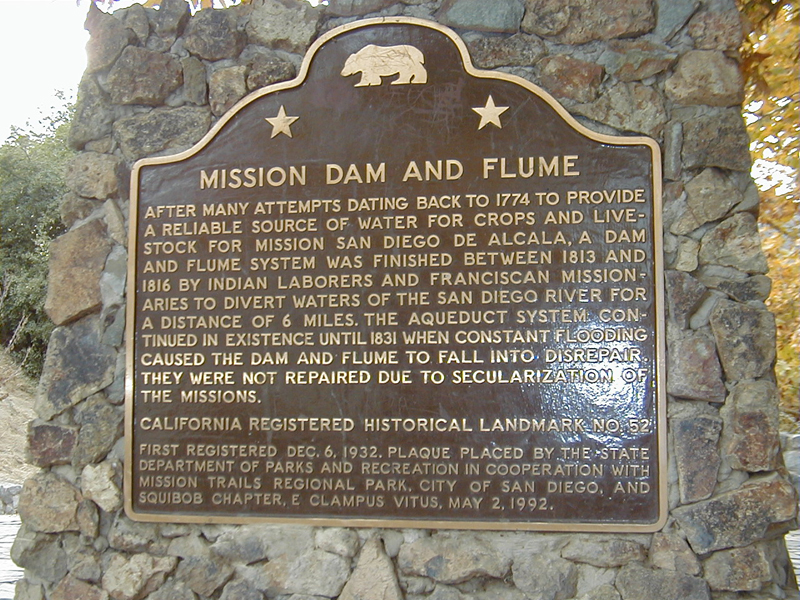 MISSION DAM AND FLUME
AFTER MANY ATTEMPTS DATING BACK TO 1774 TO PROVIDE
A RELIABLE SOURCE OF WATER FOR CROPS AND LIVE-
STOCK FOR MISSION SAN DIEGO DE ALCALA, A DAM
AND FLUME SYSTEM WAS FINISHED BETWEEN 1813 AND
1816 BY INDIAN LABORERS AND FRANCISCAN MISSION-
ARIES TO DIVERT WATERS OF THE SAN DIEGO RIVER FOR
A DISTANCE OF 6 MILES. THE AQUEDUCT SYSTEM CON-
TINUED IN EXISTENCE UNTIL 1831 WHEN CONSTANT FLOODING
CAUSED THE DAM AND FLUME TO FALL INTO DISREPAIR.
THEY WERE NOT REPAIRED DUE TO SECULARIZATION OF
THE MISSIONS.
CALIFORNIA REGISTERED HISTORICAL LANDMARK NO. 52
FIRST REGISTERED DEC. 6, 1932. PLAQUE PLACED BY THE STATE
DEPARTMENT OF PARKS AND RECREATION IN COOPERATION WITH
MISSION TRAILS REGIONAL PARK, CITY OF SAN DIEGO, AND
SQUIBOB CHAPTER, E CLAMPUS VITUS, MAY 2, 1992.